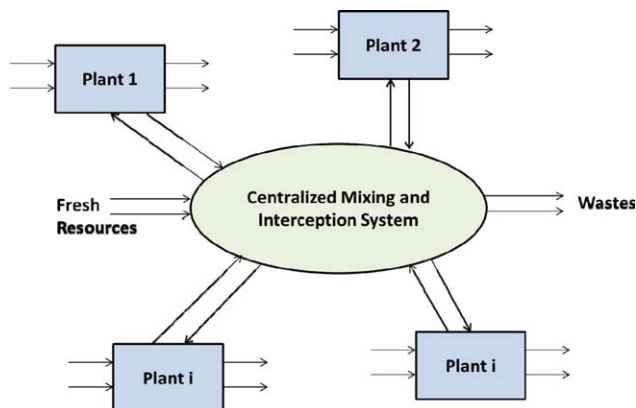 Plant 1
Plant 2
Fresh
Resources
Centralized Mixing and
Interception System
Wastes
Plant i
Plant i